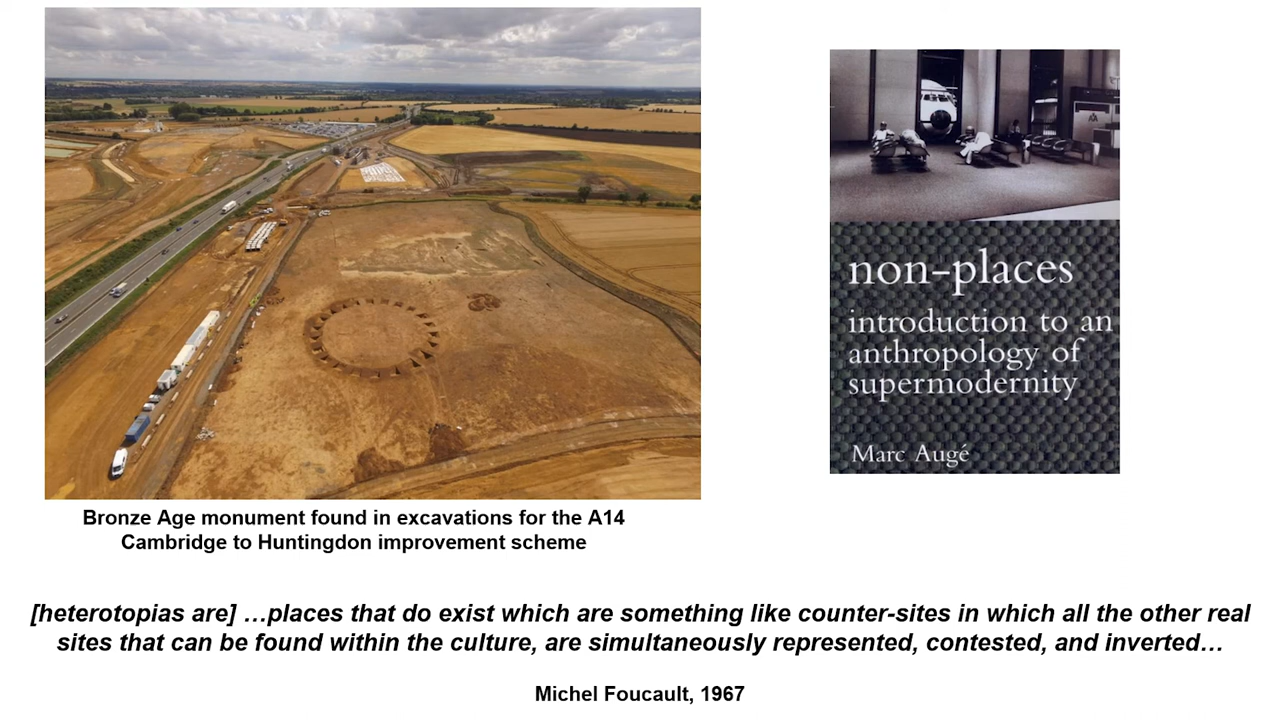 non-places
introduction to an
anthropology of
supermodernity
Marc Augé
Bronze Age monument found in excavations for the A14
Cambridge to Huntingdon improvement scheme
[heterotopias are] …places that do exist which are something like counter-sites in which all the other real
sites that can be found within the culture, are simultaneously represented, contested, and inverted…
Michel Foucault, 1967